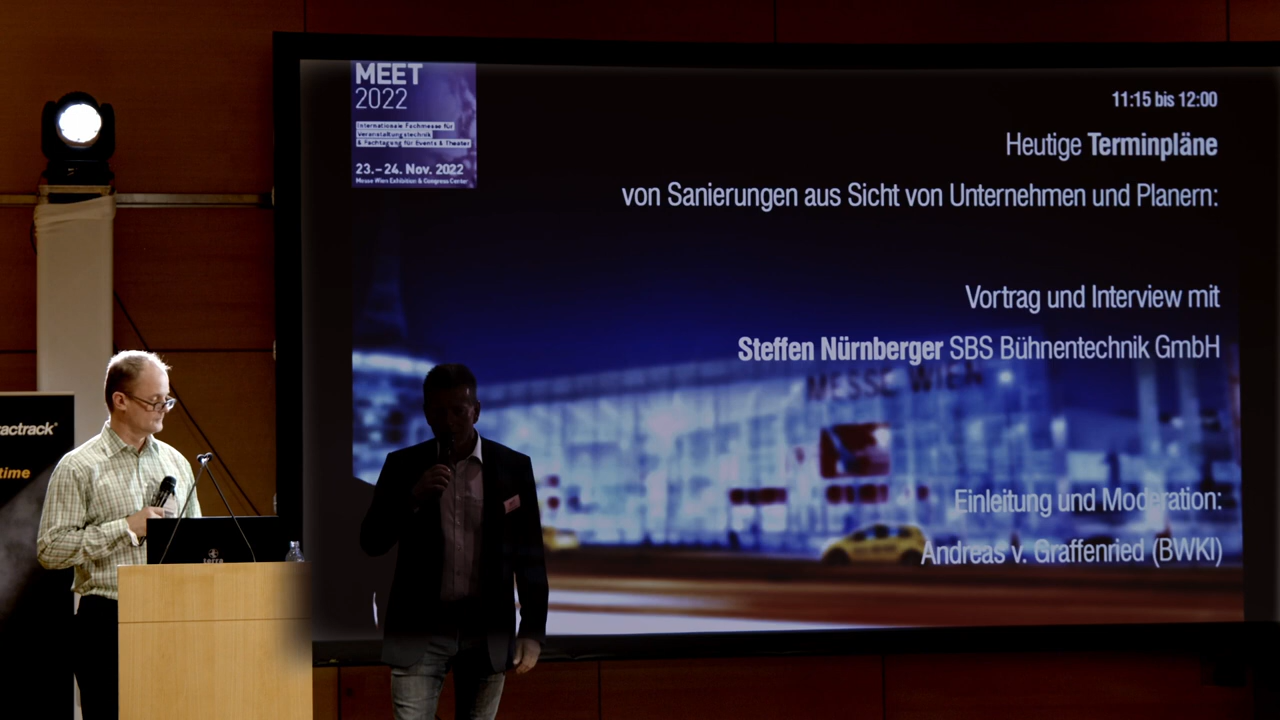 MEET
2022
Internationale Fachmesse für
Veranstaltungstechnik
& Fachtagung für Events & Theater
23.–24. Nov. 2022
Messe Wien Exhibition & Congress Center
11:15 bis 12:00
Heutige Terminpläne
von Sanierungen aus Sicht von Unternehmen und Planern:
Vortrag und Interview mit
Steffen Nürnberger SBS Bühnentechnik GmbH
MESSE WIEN
Einleitung und Moderation:
Andreas v. Graffenried (BWKI)
actrack®
time
terra